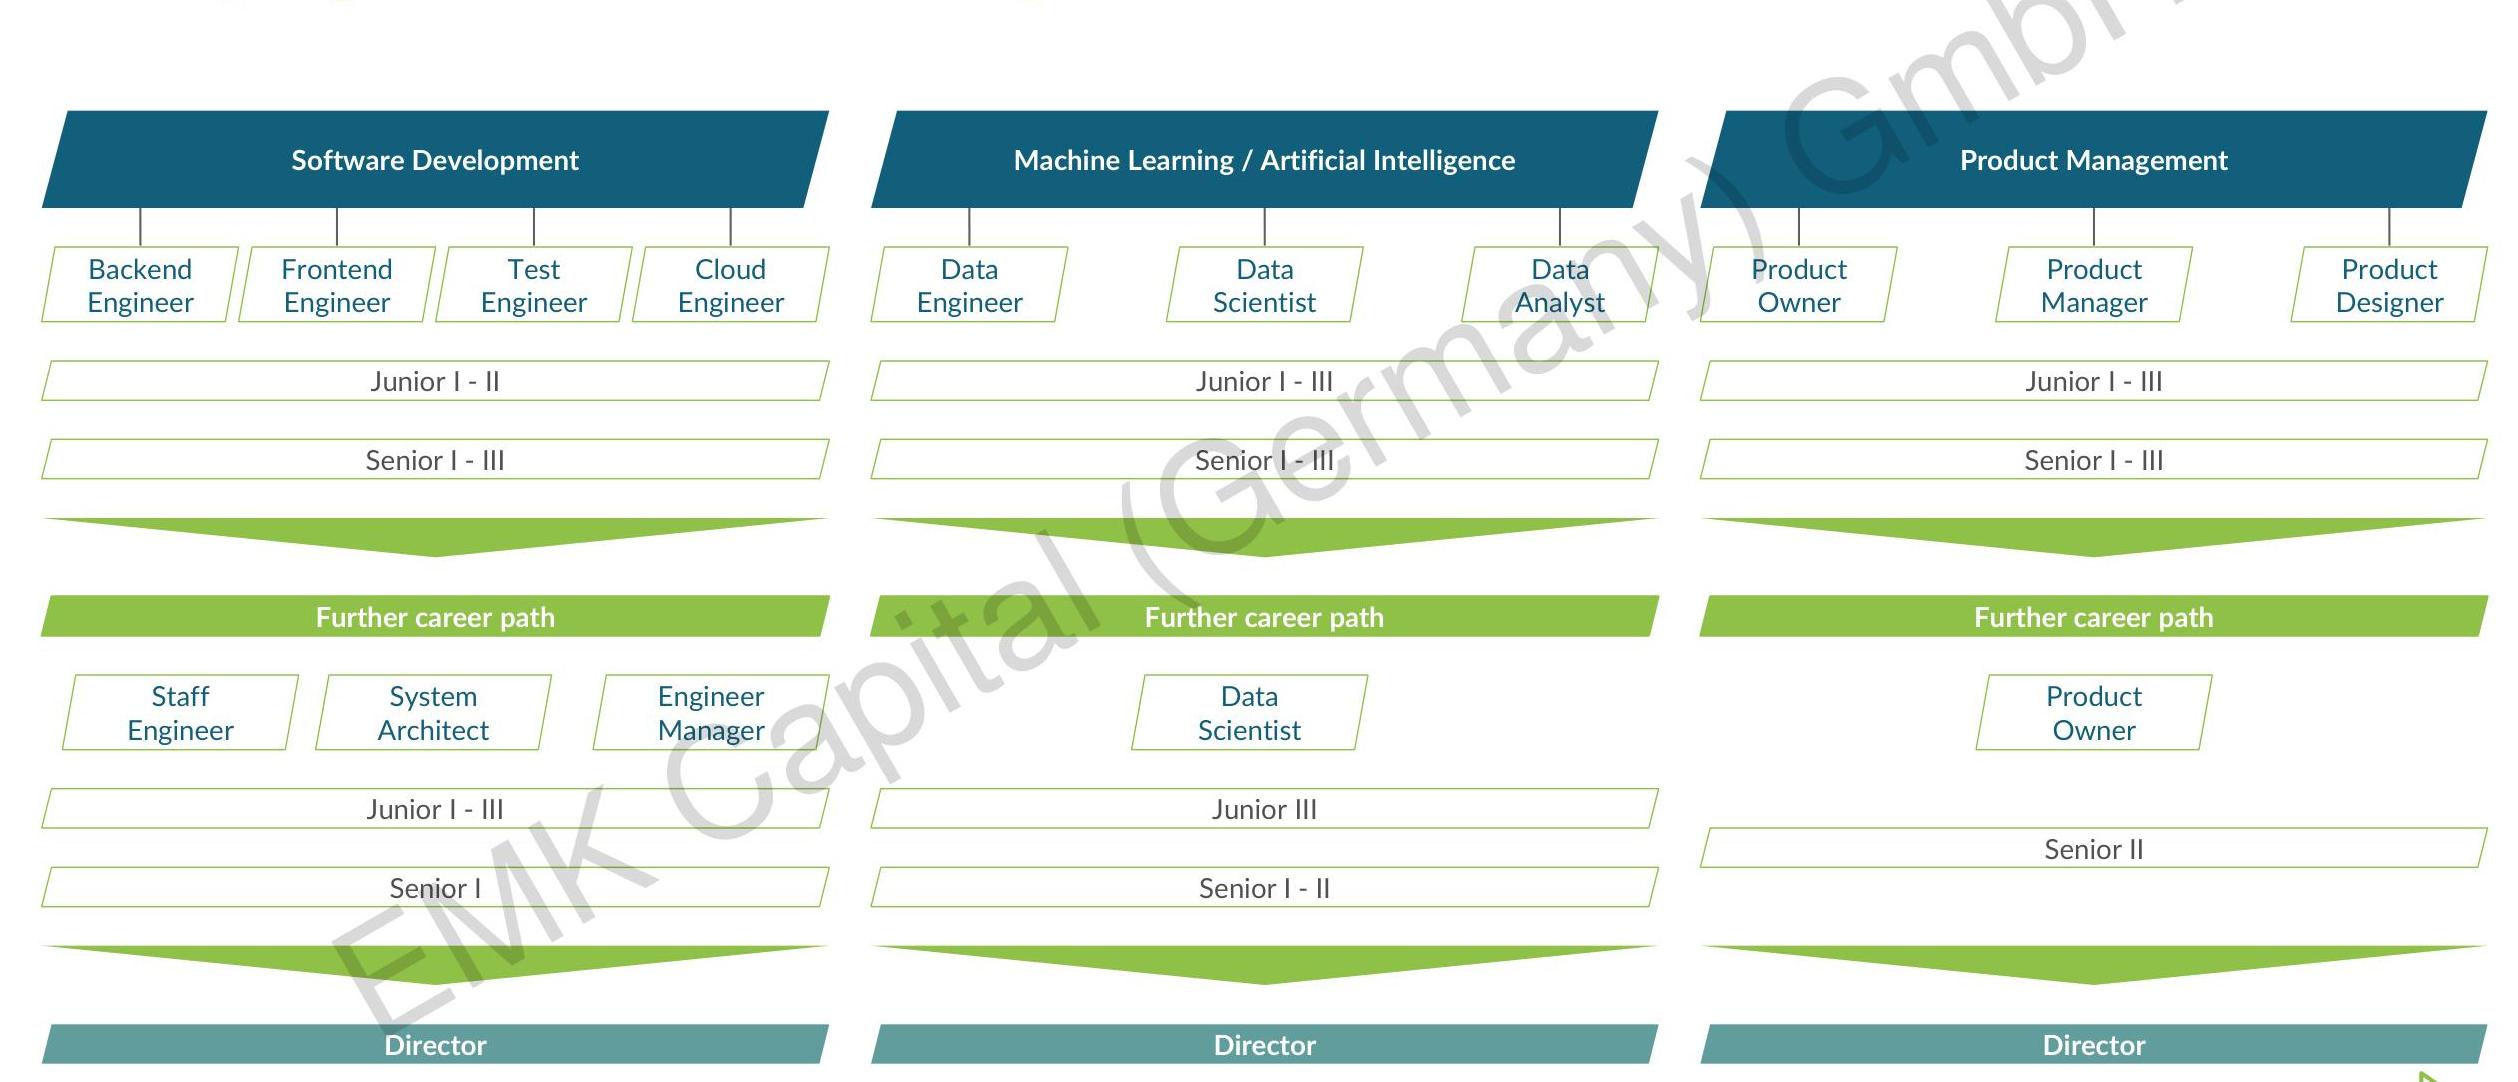 Software Development
Backend
Engineer
Frontend
Engineer
Test
Engineer
Cloud
Engineer
Junior I - II
Senior I - III
Further career path
Staff
Engineer
System
Architect
Engineer
Manager
Junior I - III
Senior I
Director
Machine Learning / Artificial Intelligence
Data
Engineer
Data
Scientist
Data
Analyst
Junior I - III
Senior I - III
Further career path
Data
Scientist
Junior III
Senior I - II
Director
Product Management
Product
Owner
Product
Manager
Product
Designer
Junior I - III
Senior I - III
Further career path
Product
Owner
Senior II
Director
EMK Capital (Germany) GmbH